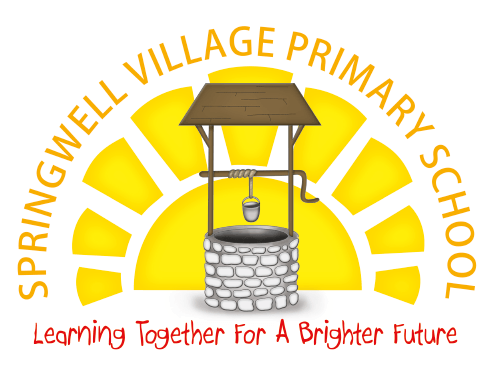 SPRINGWELL VILLAGE PRIMARY SCHOOL
Learning Together For A Brighter Future